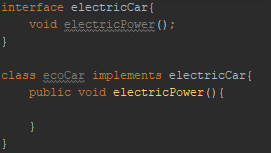 interface electricCar{
void electricPower();
}
class ecoCar implements electricCar{
public void electricPower(){
}
}